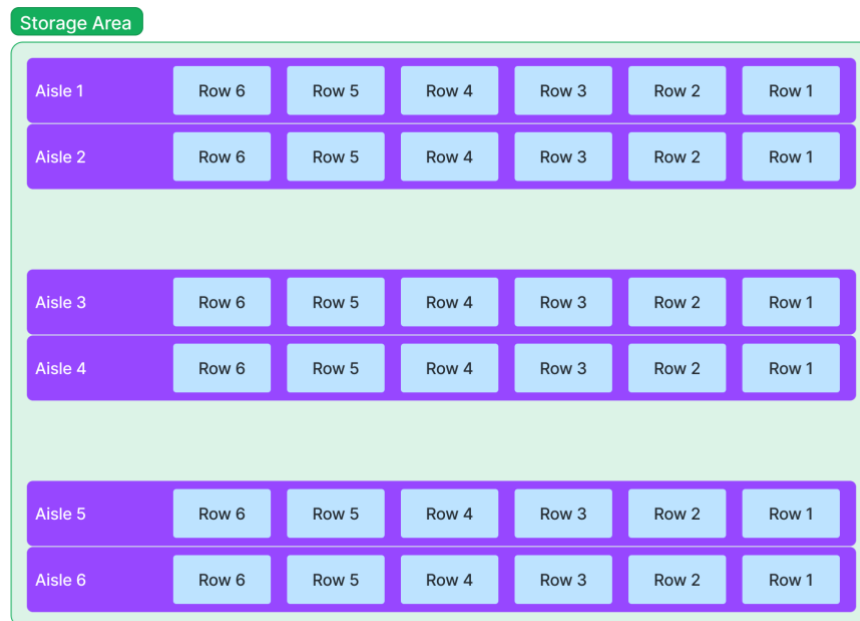 Storage Area
Aisle 1 Row 6 Row 5 Row 4 Row 3 Row 2 Row 1
Aisle 2 Row 6 Row 5 Row 4 Row 3 Row 2 Row 1
Aisle 3 Row 6 Row 5 Row 4 Row 3 Row 2 Row 1
Aisle 4 Row 6 Row 5 Row 4 Row 3 Row 2 Row 1
Aisle 5 Row 6 Row 5 Row 4 Row 3 Row 2 Row 1
Aisle 6 Row 6 Row 5 Row 4 Row 3 Row 2 Row 1